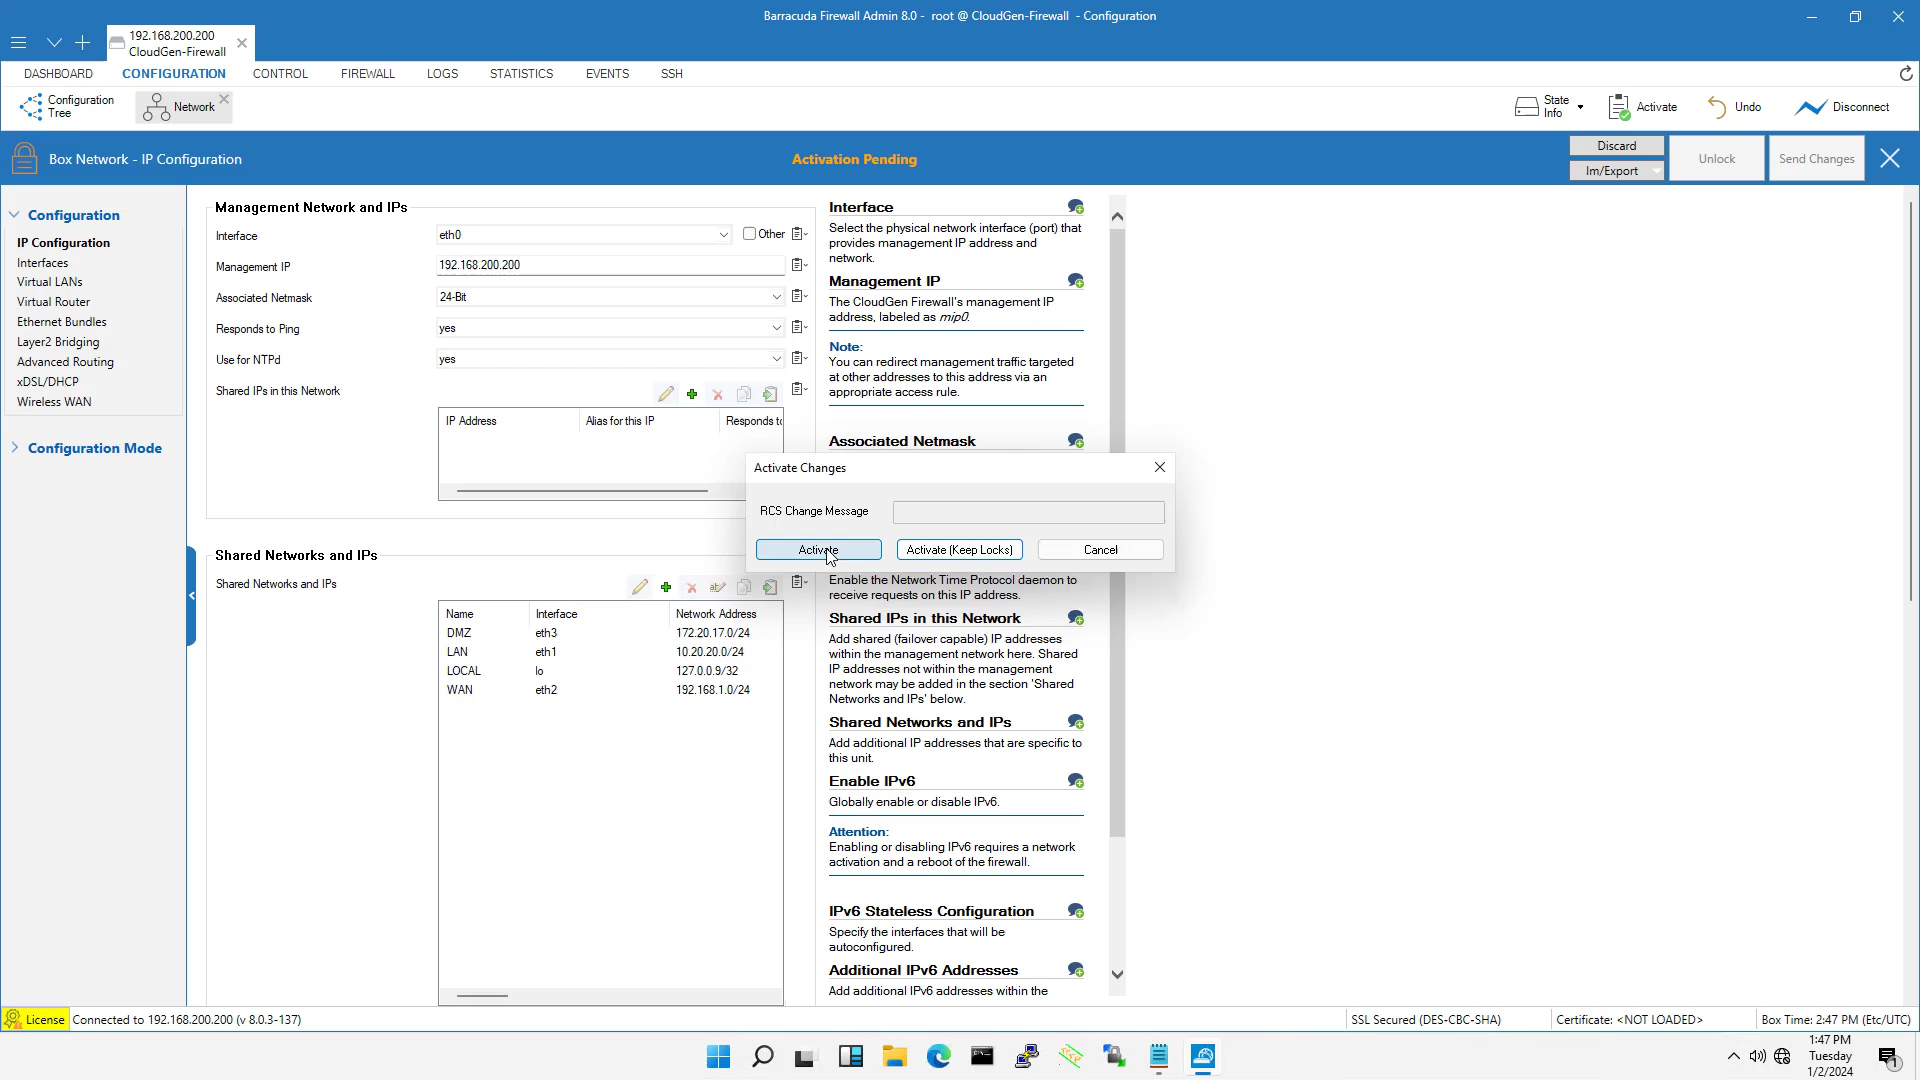 Barracuda Firewall Admin 8.0 -  root @ CloudGen-Firewall  - Configuration
192.168.200.200
CloudGen-Firewall
DASHBOARD
CONFIGURATION
CONTROL
FIREWALL
LOGS
STATISTICS
EVENTS
SSH
Configuration
Tree
Network
State
Info
Activate
Undo
Disconnect
Box Network - IP Configuration
Activation Pending
Discard
Im/Export
Unlock
Send Changes
Configuration
IP Configuration
Interfaces
Virtual LANs
Virtual Router
Ethernet Bundles
Layer2 Bridging
Advanced Routing
xDSL/DHCP
Wireless WAN
Configuration Mode
Management Network and IPs
Interface
eth0
Other
Management IP
192.168.200.200
Associated Netmask
24-Bit
Responds to Ping
yes
Use for NTPd
yes
Shared IPs in this Network
IP Address
Alias for this IP
Responds to
Shared Networks and IPs
Shared Networks and IPs
Name
Interface
Network Address
DMZ
eth3
172.20.17.0/24
LAN
eth1
10.20.20.0/24
LOCAL
lo
127.0.0.9/32
WAN
eth2
192.168.1.0/24
Interface
Select the physical network interface (port) that
provides management IP address and
network.
Management IP
The CloudGen Firewall's management IP
address, labeled as mip0.
Note:
You can redirect management traffic targeted
at other addresses to this address via an
appropriate access rule.
Associated Netmask
Activate Changes
RCS Change Message
Activate
Activate (Keep Locks)
Cancel
Enable the Network Time Protocol daemon to
receive requests on this IP address.
Shared IPs in this Network
Add shared (failover capable) IP addresses
within the management network here. Shared
IP addresses not within the management
network may be added in the section 'Shared
Networks and IPs' below.
Shared Networks and IPs
Add additional IP addresses that are specific to
this unit.
Enable IPv6
Globally enable or disable IPv6.
Attention:
Enabling or disabling IPv6 requires a network
activation and a reboot of the firewall.
IPv6 Stateless Configuration
Specify the interfaces that will be
autoconfigured.
Additional IPv6 Addresses
Add additional IPv6 addresses within the
License
Connected to 192.168.200.200 (v 8.0.3-137)
SSL Secured (DES-CBC-SHA)
Certificate: <NOT LOADED>
Box Time: 2:47 PM (Etc/UTC)
1:47 PM
Tuesday
1/2/2024
1